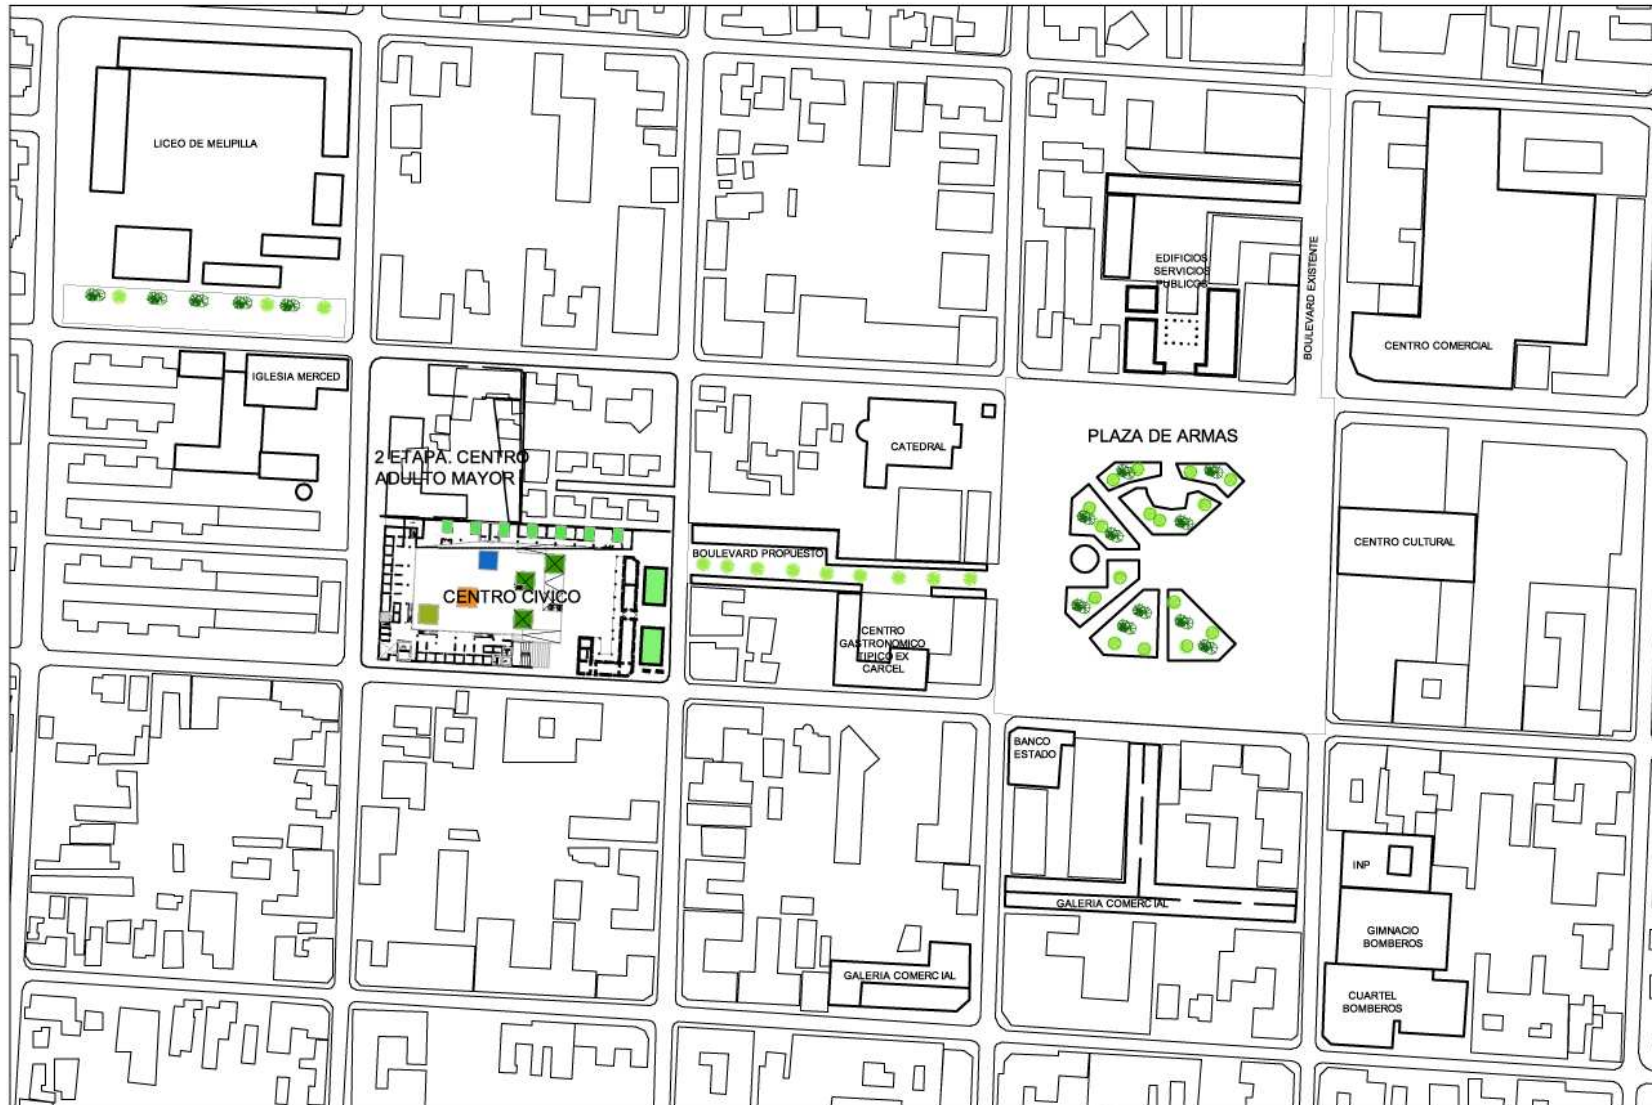 LICEO DE MELIPILLA
EDIFICIOS
SERVICIOS
PUBLICOS
BOULEVARD EXISTENTE
CENTRO COMERCIAL
IGLESIA MERCED
2 ETAPA. CENTRO
ADULTO MAYOR
CATEDRAL
PLAZA DE ARMAS
CENTRO CULTURAL
BOULEVARD PROPUESTO
CENTRO CIVICO
CENTRO
GASTRONOMICO
TIPICO EX
CARCEL
BANCO
ESTADO
INP
GALERIA COMERCIAL
GIMNACIO
BOMBEROS
GALERIA COMERCIAL
CUARTEL
BOMBEROS